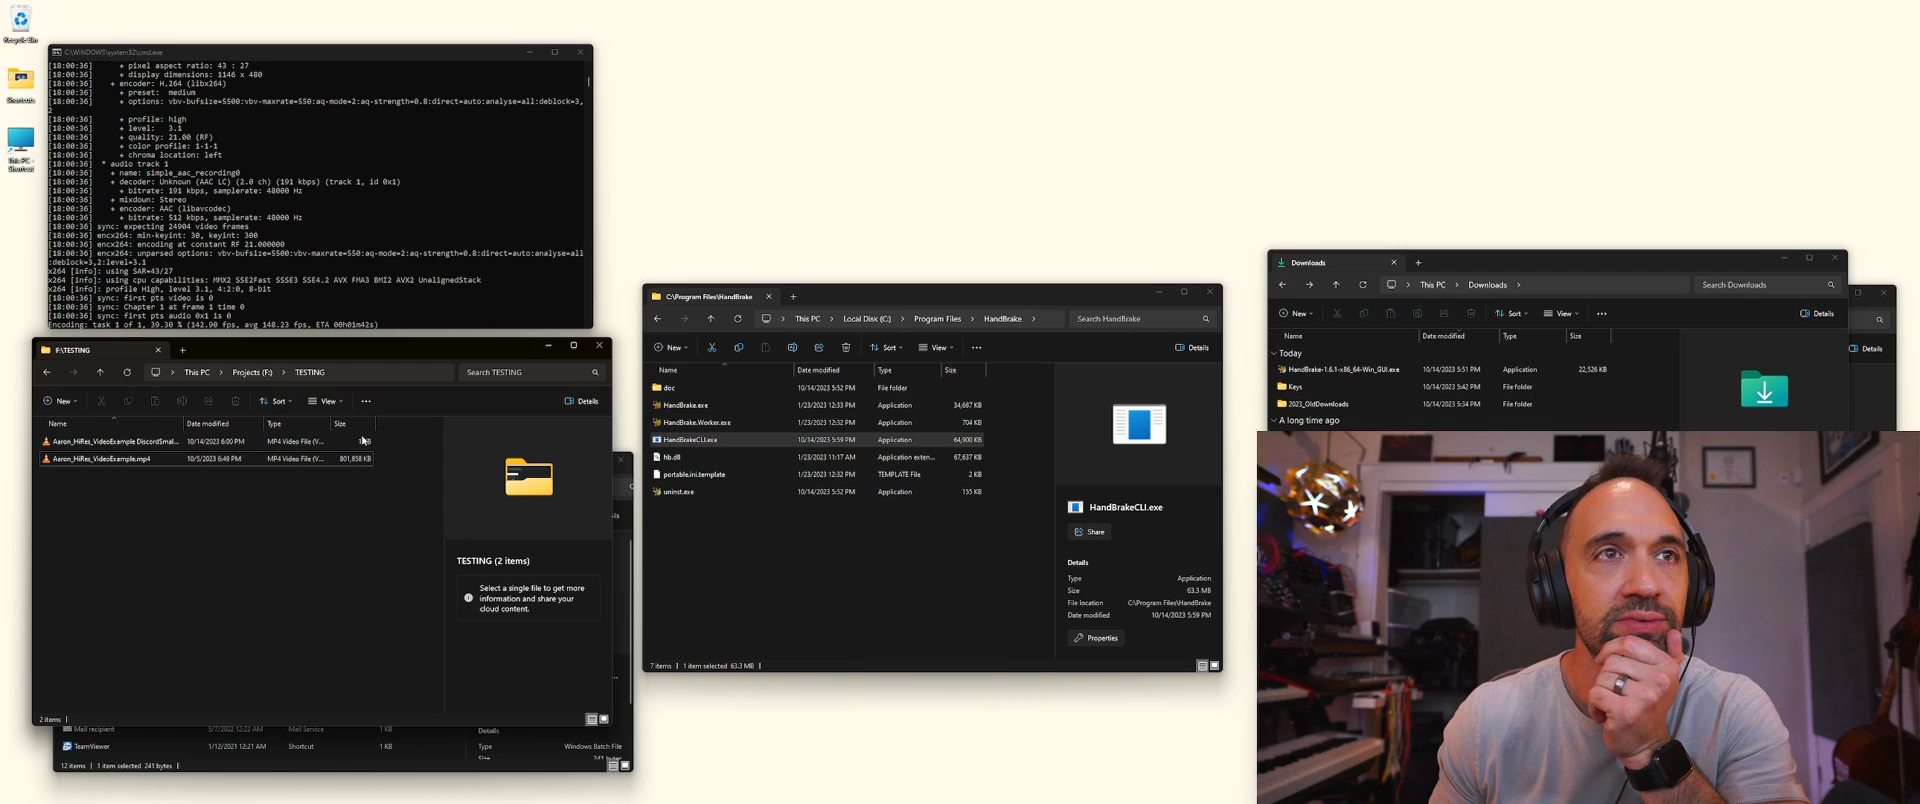 Recycle Bin
Shortcuts
This PC - Shortcut
C:\WINDOWS\system32\cmd.exe
[18:00:36] + pixel aspect ratio: 43 : 27
[18:00:36] + display dimensions: 1146 x 480
[18:00:36] + encoder: H.264 (libx264)
[18:00:36] + preset: medium
[18:00:36] + options: vbv-bufsize=5500:vbv-maxrate=550:aq-mode=2:aq-strength=0.8:direct=auto:analyse=all:deblock=3,
2
[18:00:36] + profile: high
[18:00:36] + level: 3.1
[18:00:36] + quality: 21.00 (RF)
[18:00:36] + color profile: 1-1-1
[18:00:36] + chroma location: left
[18:00:36] * audio track 1
[18:00:36] + name: simple_aac_recording0
[18:00:36] + decoder: Unknown (AAC LC) (2.0 ch) (191 kbps) (track 1, id 0x1)
[18:00:36] + bitrate: 191 kbps, samplerate: 48000 Hz
[18:00:36] + mixdown: Stereo
[18:00:36] + encoder: AAC (libavcodec)
[18:00:36] + bitrate: 512 kbps, samplerate: 48000 Hz
[18:00:36] sync: expecting 24904 video frames
[18:00:36] encx264: min-keyint: 30, keyint: 300
[18:00:36] encx264: encoding at constant RF 21.000000
[18:00:36] encx264: unparsed options: vbv-bufsize=5500:vbv-maxrate=550:aq-mode=2:aq-strength=0.8:direct=auto:analyse=all
:deblock=3,2:level=3.1
x264 [info]: using SAR=43/27
x264 [info]: using cpu capabilities: MMX2 SSE2Fast SSSE3 SSE4.2 AVX FMA3 BMI2 AVX2 UnalignedStack
x264 [info]: profile High, level 3.1, 4:2:0, 8-bit
[18:00:36] sync: first pts video is 0
[18:00:36] sync: Chapter 1 at frame 1 time 0
[18:00:36] sync: first pts audio 0x1 is 0
Encoding: task 1 of 1, 39.30 % (142.90 fps, avg 148.23 fps, ETA 00h01m42s)
F:\TESTING
This PC > Projects (F:) > TESTING
Search TESTING
New Sort View ... Details
Name Date modified Type Size
Aaron_HiRes_VideoExample DiscordSmal... 10/14/2023 6:00 PM MP4 Video File (V...
Aaron_HiRes_VideoExample.mp4 10/5/2023 6:49 PM MP4 Video File (V... 801,858 KB
TESTING (2 items)
Select a single file to get more
information and share your
cloud content.
2 items
Mail recipient 5/7/2022 12:22 AM Mail Service 1 KB
TeamViewer 1/12/2021 12:21 AM Shortcut 1 KB
Details
Type Windows Batch File
Size 241 bytes
12 items | 1 item selected 241 bytes
C:\Program Files\HandBrake
This PC > Local Disk (C:) > Program Files > HandBrake >
Search HandBrake
New Sort View ... Details
Name Date modified Type Size
doc 10/14/2023 5:52 PM File folder
HandBrake.exe 1/23/2023 12:33 PM Application 34,687 KB
HandBrake.Worker.exe 1/23/2023 12:32 PM Application 704 KB
HandBrakeCLI.exe 10/14/2023 5:59 PM Application 64,900 KB
hb.dll 1/23/2023 11:17 AM Application exten... 67,637 KB
portable.ini.template 1/23/2023 12:32 PM TEMPLATE File 2 KB
uninst.exe 10/14/2023 5:52 PM Application 155 KB
HandBrakeCLI.exe
Share
Details
Type Application
Size 63.3 MB
File location C:\Program Files\HandBrake
Date modified 10/14/2023 5:59 PM
Properties
7 items | 1 item selected 63.3 MB
Downloads
This PC > Downloads >
Search Downloads
New Sort View ... Details
Details
Name Date modified Type Size
Today
HandBrake-1.6.1-x86_64-Win_GUI.exe 10/14/2023 5:51 PM Application 22,526 KB
Keys 10/14/2023 5:42 PM File folder
2023_OldDownloads 10/14/2023 5:34 PM File folder
A long time ago